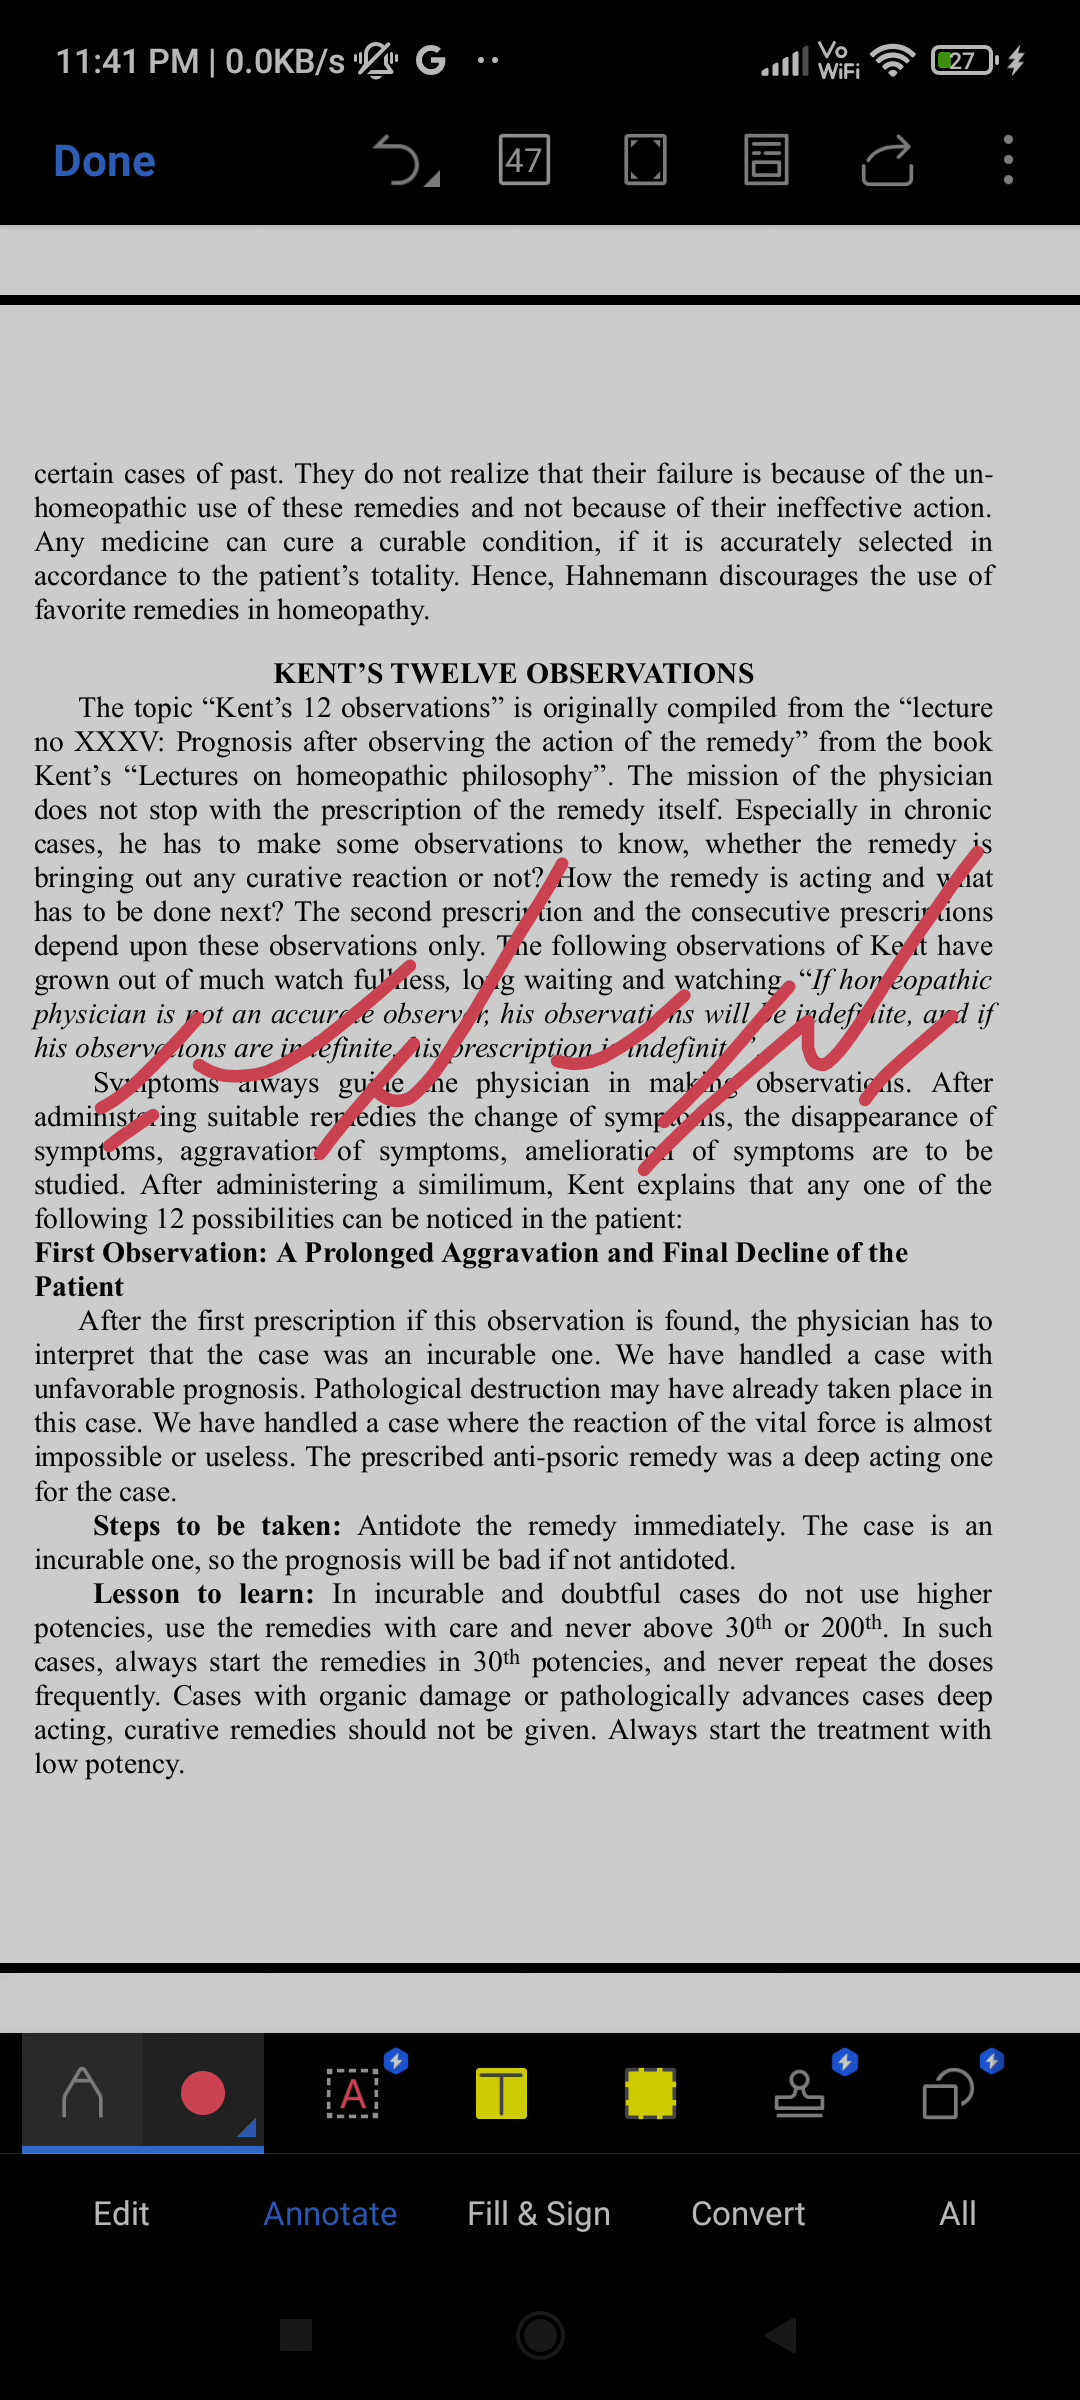 11:41 PM | 0.0KB/s G ··
Vo WiFi 27
Done 47
certain cases of past. They do not realize that their failure is because of the un-
homeopathic use of these remedies and not because of their ineffective action.
Any medicine can cure a curable condition, if it is accurately selected in
accordance to the patient’s totality. Hence, Hahnemann discourages the use of
favorite remedies in homeopathy.
KENT’S TWELVE OBSERVATIONS
The topic “Kent’s 12 observations” is originally compiled from the “lecture
no XXXV: Prognosis after observing the action of the remedy” from the book
Kent’s “Lectures on homeopathic philosophy”. The mission of the physician
does not stop with the prescription of the remedy itself. Especially in chronic
cases, he has to make some observations to know, whether the remedy is
bringing out any curative reaction or not? How the remedy is acting and what
has to be done next? The second prescription and the consecutive prescriptions
depend upon these observations only. The following observations of Kent have
grown out of much watch fullness, long waiting and watching. “If homeopathic
physician is not an accurate observer, his observations will be indefinite, and if
his observations are indefinite, his prescription is indefinite”.
Symptoms always guide the physician in making observations. After
administering suitable remedies the change of symptoms, the disappearance of
symptoms, aggravation of symptoms, amelioration of symptoms are to be
studied. After administering a similimum, Kent explains that any one of the
following 12 possibilities can be noticed in the patient:
First Observation: A Prolonged Aggravation and Final Decline of the
Patient
After the first prescription if this observation is found, the physician has to
interpret that the case was an incurable one. We have handled a case with
unfavorable prognosis. Pathological destruction may have already taken place in
this case. We have handled a case where the reaction of the vital force is almost
impossible or useless. The prescribed anti-psoric remedy was a deep acting one
for the case.
Steps to be taken: Antidote the remedy immediately. The case is an
incurable one, so the prognosis will be bad if not antidoted.
Lesson to learn: In incurable and doubtful cases do not use higher
potencies, use the remedies with care and never above 30th or 200th. In such
cases, always start the remedies in 30th potencies, and never repeat the doses
frequently. Cases with organic damage or pathologically advances cases deep
acting, curative remedies should not be given. Always start the treatment with
low potency.
A T
Edit Annotate Fill & Sign Convert All